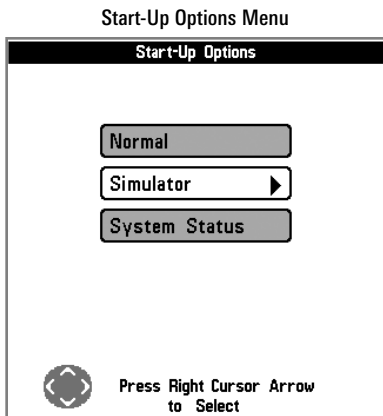 Start-Up Options Menu
Start-Up Options
Normal
Simulator
System Status
Press Right Cursor Arrow
to Select